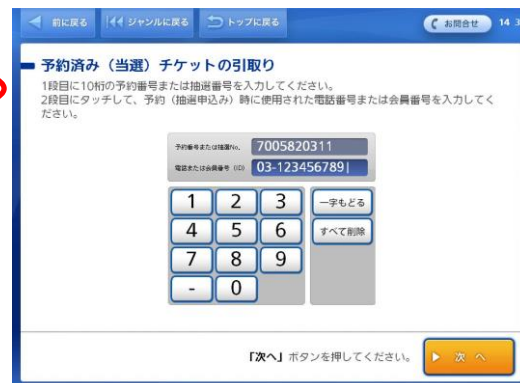 前に戻る ジャンルに戻る トップに戻る お問合せ 14 3
予約済み（当選）チケットの引取り
1段目に10桁の予約番号または抽選番号を入力してください。
2段目にタッチして、予約（抽選申込み）時に使用された電話番号または会員番号を入力してく
ださい。
予約番号または抽選No. 7005820311
電話または会員番号（ID） 03-123456789
1 2 3 一字もどる
4 5 6 すべて削除
7 8 9
- 0
「次へ」ボタンを押してください。 次 へ